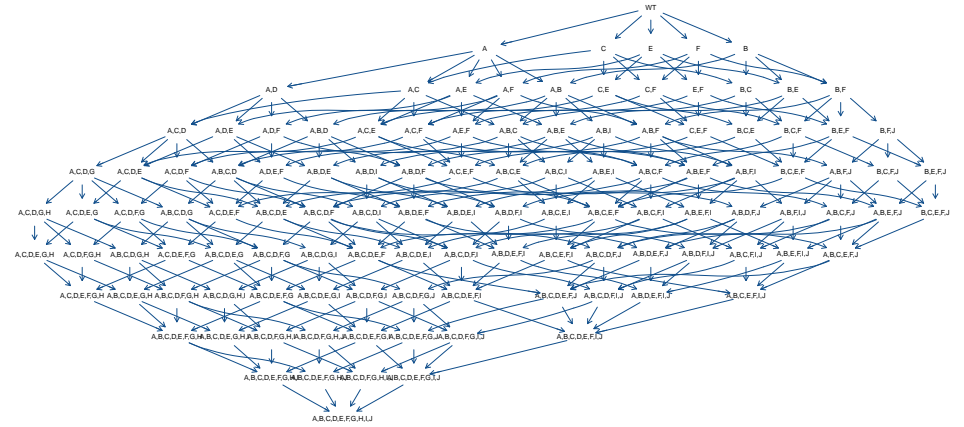 WT
A C E F B
A,D A,C A,E A,F A,B C,E C,F E,F B,C B,E B,F
A,C,D A,D,E A,D,F A,B,D A,C,E A,C,F A,E,F A,B,C A,B,E A,B,I A,B,F C,E,F B,C,E B,C,F B,E,F B,F,J
A,C,D,G A,C,D,E A,C,D,F A,B,C,D A,D,E,F A,B,D,E A,B,D,I A,B,D,F A,C,E,F A,B,C,E A,B,C,I A,B,E,I A,B,C,F A,B,E,F A,B,F,I B,C,E,F A,B,F,J B,C,F,J B,E,F,J
A,C,D,G,H A,C,D,E,G A,C,D,F,G A,B,C,D,G A,C,D,E,F A,B,C,D,E A,B,C,D,F A,B,C,D,I A,B,D,E,F A,B,D,E,I A,B,D,F,I A,B,C,E,I A,B,C,E,F A,B,C,F,I A,B,E,F,I A,B,D,F,J A,B,F,I,J A,B,C,F,J A,B,E,F,J B,C,E,F,J
A,C,D,E,G,H A,C,D,F,G,H A,B,C,D,G,H A,C,D,E,F,G A,B,C,D,E,G A,B,C,D,F,G A,B,C,D,G,I A,B,C,D,E,F A,B,C,D,E,I A,B,C,D,F,I A,B,D,E,F,I A,B,C,E,F,I A,B,C,D,F,J A,B,D,E,F,J A,B,D,F,I,J A,B,C,F,I,J A,B,E,F,I,J A,B,C,E,F,J
A,C,D,E,F,G,H A,B,C,D,E,G,H A,B,C,D,F,G,H A,B,C,D,G,H,I A,B,C,D,E,F,G A,B,C,D,E,G,I A,B,C,D,F,G,I A,B,C,D,F,G,J A,B,C,D,E,F,I A,B,C,D,E,F,J A,B,C,D,F,I,J A,B,D,E,F,I,J A,B,C,E,F,I,J
A,B,C,D,E,F,G,H A,B,C,D,E,G,H,I A,B,C,D,F,G,H,I A,B,C,D,F,G,H,J A,B,C,D,E,F,G,I A,B,C,D,E,F,G,J A,B,C,D,F,G,I,J A,B,C,D,E,F,I,J
A,B,C,D,E,F,G,H,I A,B,C,D,E,F,G,H,J A,B,C,D,F,G,H,I,J A,B,C,D,E,F,G,I,J
A,B,C,D,E,F,G,H,I,J